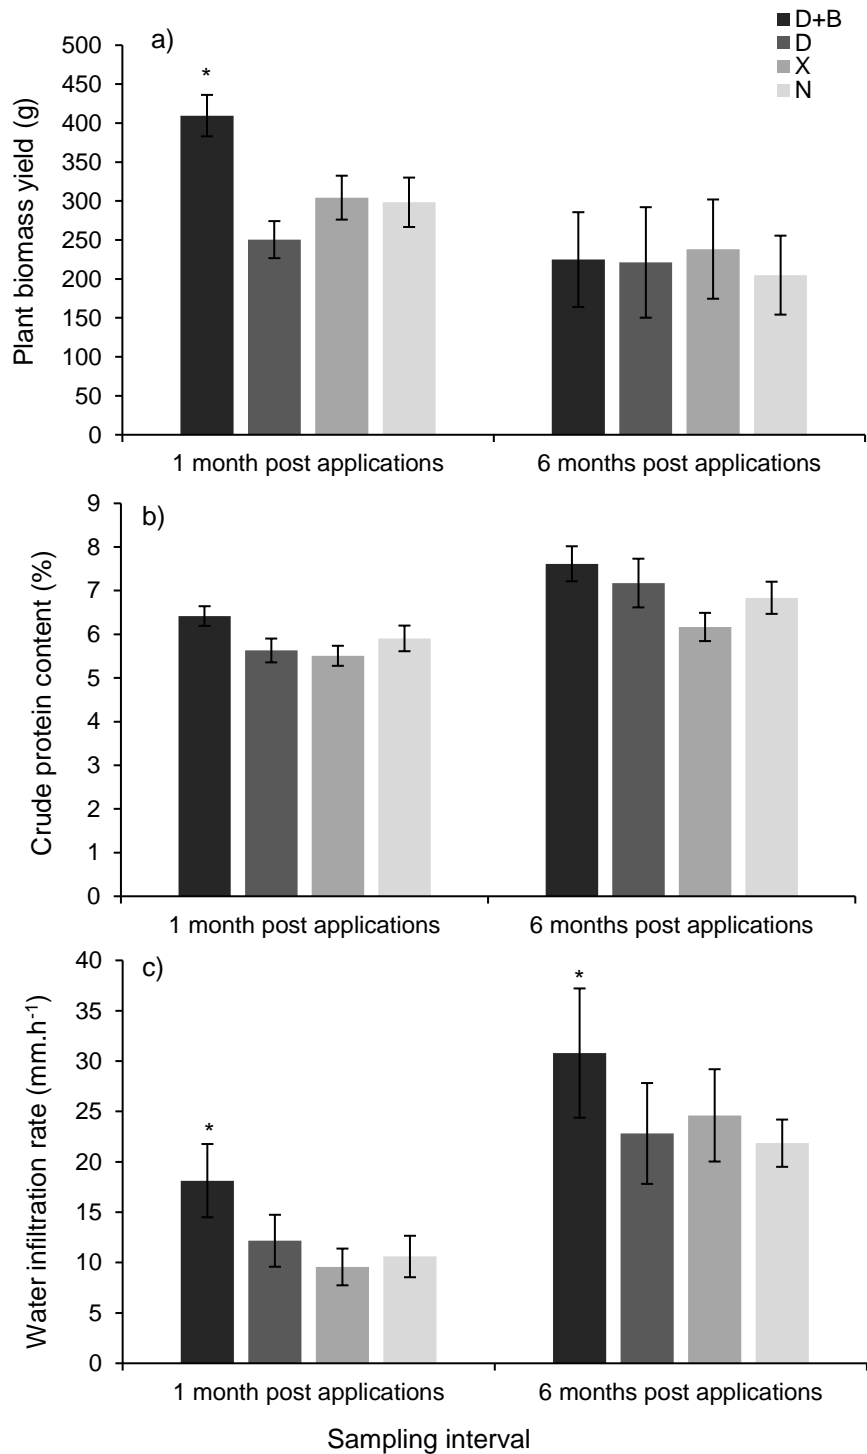 D+B
D
X
N
a)
Plant biomass yield (g)
500
450
400
350
300
250
200
150
100
50
0
*
1 month post applications
6 months post applications
b)
Crude protein content (%)
9
8
7
6
5
4
3
2
1
0
1 month post applications
6 months post applications
c)
Water infiltration rate (mm.h⁻¹)
40
35
30
25
20
15
10
5
0
*
*
1 month post applications
6 months post applications
Sampling interval